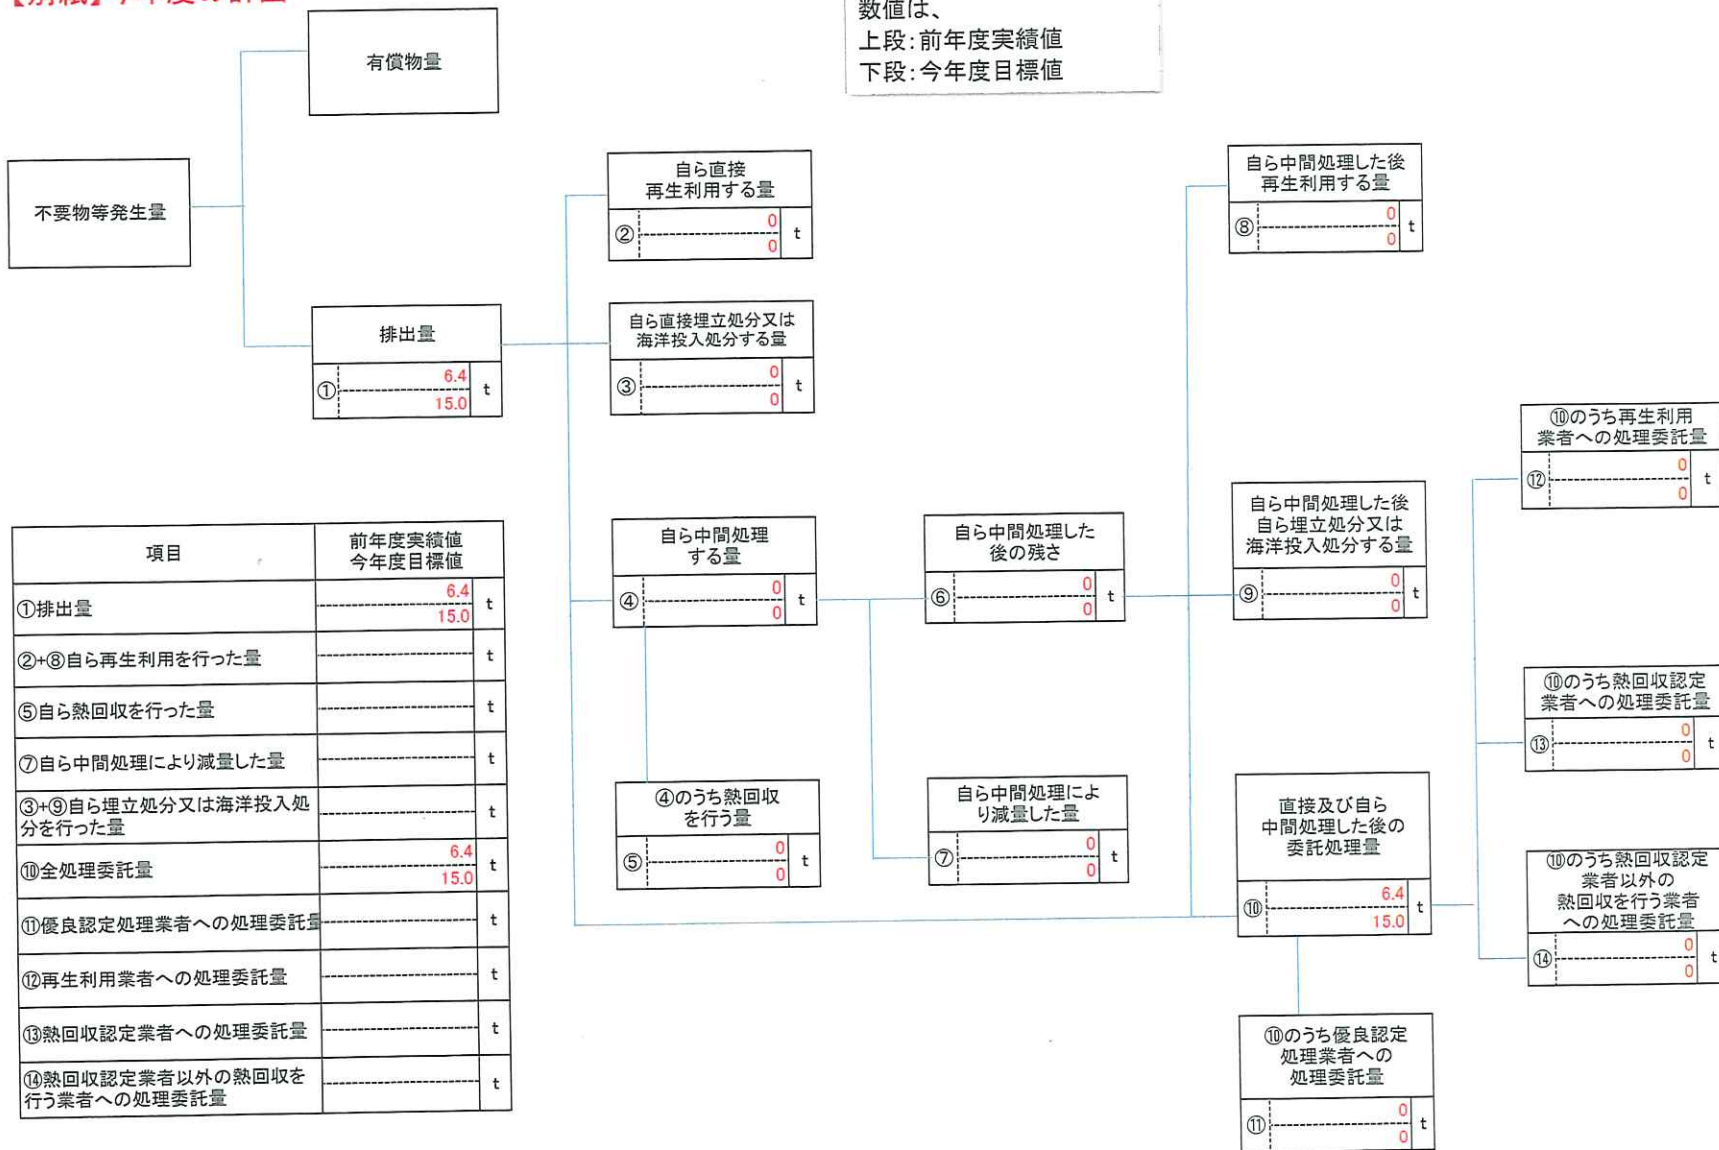 数値は、
上段:前年度実績値
下段:今年度目標値
有償物量
不要物等発生量
排出量
① 6.4 t
15.0
自ら直接
再生利用する量
② 0 t
0
自ら直接埋立処分又は
海洋投入処分する量
③ 0 t
0
自ら中間処理
する量
④ 0 t
0
④のうち熱回収
を行う量
⑤ 0 t
0
自ら中間処理した
後の残さ
⑥ 0 t
0
自ら中間処理によ
り減量した量
⑦ 0 t
0
自ら中間処理した後
再生利用する量
⑧ 0 t
0
自ら中間処理した後
自ら埋立処分又は
海洋投入処分する量
⑨ 0 t
0
直接及び自ら
中間処理した後の
委託処理量
⑩ 6.4 t
15.0
⑩のうち優良認定
処理業者への
処理委託量
⑪ 0 t
0
⑩のうち再生利用
業者への処理委託量
⑫ 0 t
0
⑩のうち熱回収認定
業者への処理委託量
⑬ 0 t
0
⑩のうち熱回収認定
業者以外の
熱回収を行う業者
への処理委託量
⑭ 0 t
0
項目 前年度実績値
今年度目標値
①排出量 6.4 t
15.0
②+⑧自ら再生利用を行った量 t
⑤自ら熱回収を行った量 t
⑦自ら中間処理により減量した量 t
③+⑨自ら埋立処分又は海洋投入処
分を行った量 t
⑩全処理委託量 6.4 t
15.0
⑪優良認定処理業者への処理委託量 t
⑫再生利用業者への処理委託量 t
⑬熱回収認定業者への処理委託量 t
⑭熱回収認定業者以外の熱回収を
行う業者への処理委託量 t